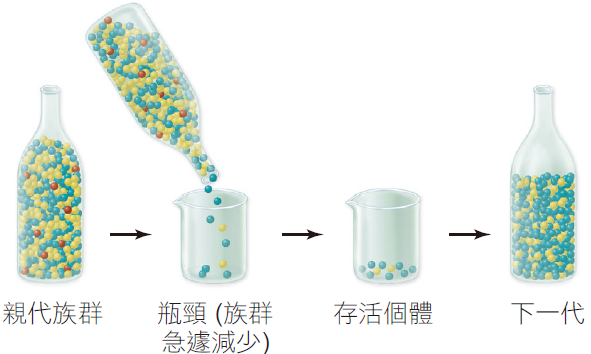 親代族群
瓶頸 (族群
急遽減少)
存活個體
下一代